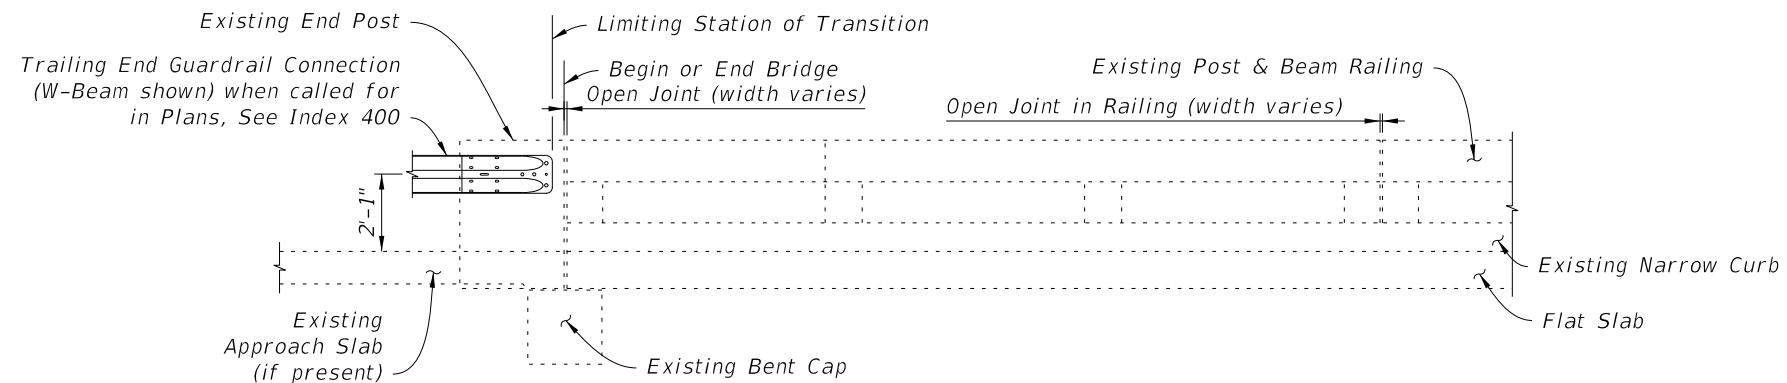 Existing End Post
Limiting Station of Transition
Trailing End Guardrail Connection
(W-Beam shown) when called for
in Plans, See Index 400
Begin or End Bridge
Open Joint (width varies)
Existing Post & Beam Railing
Open Joint in Railing (width varies)
2'-1"
Existing Narrow Curb
Flat Slab
Existing
Approach Slab
(if present)
Existing Bent Cap